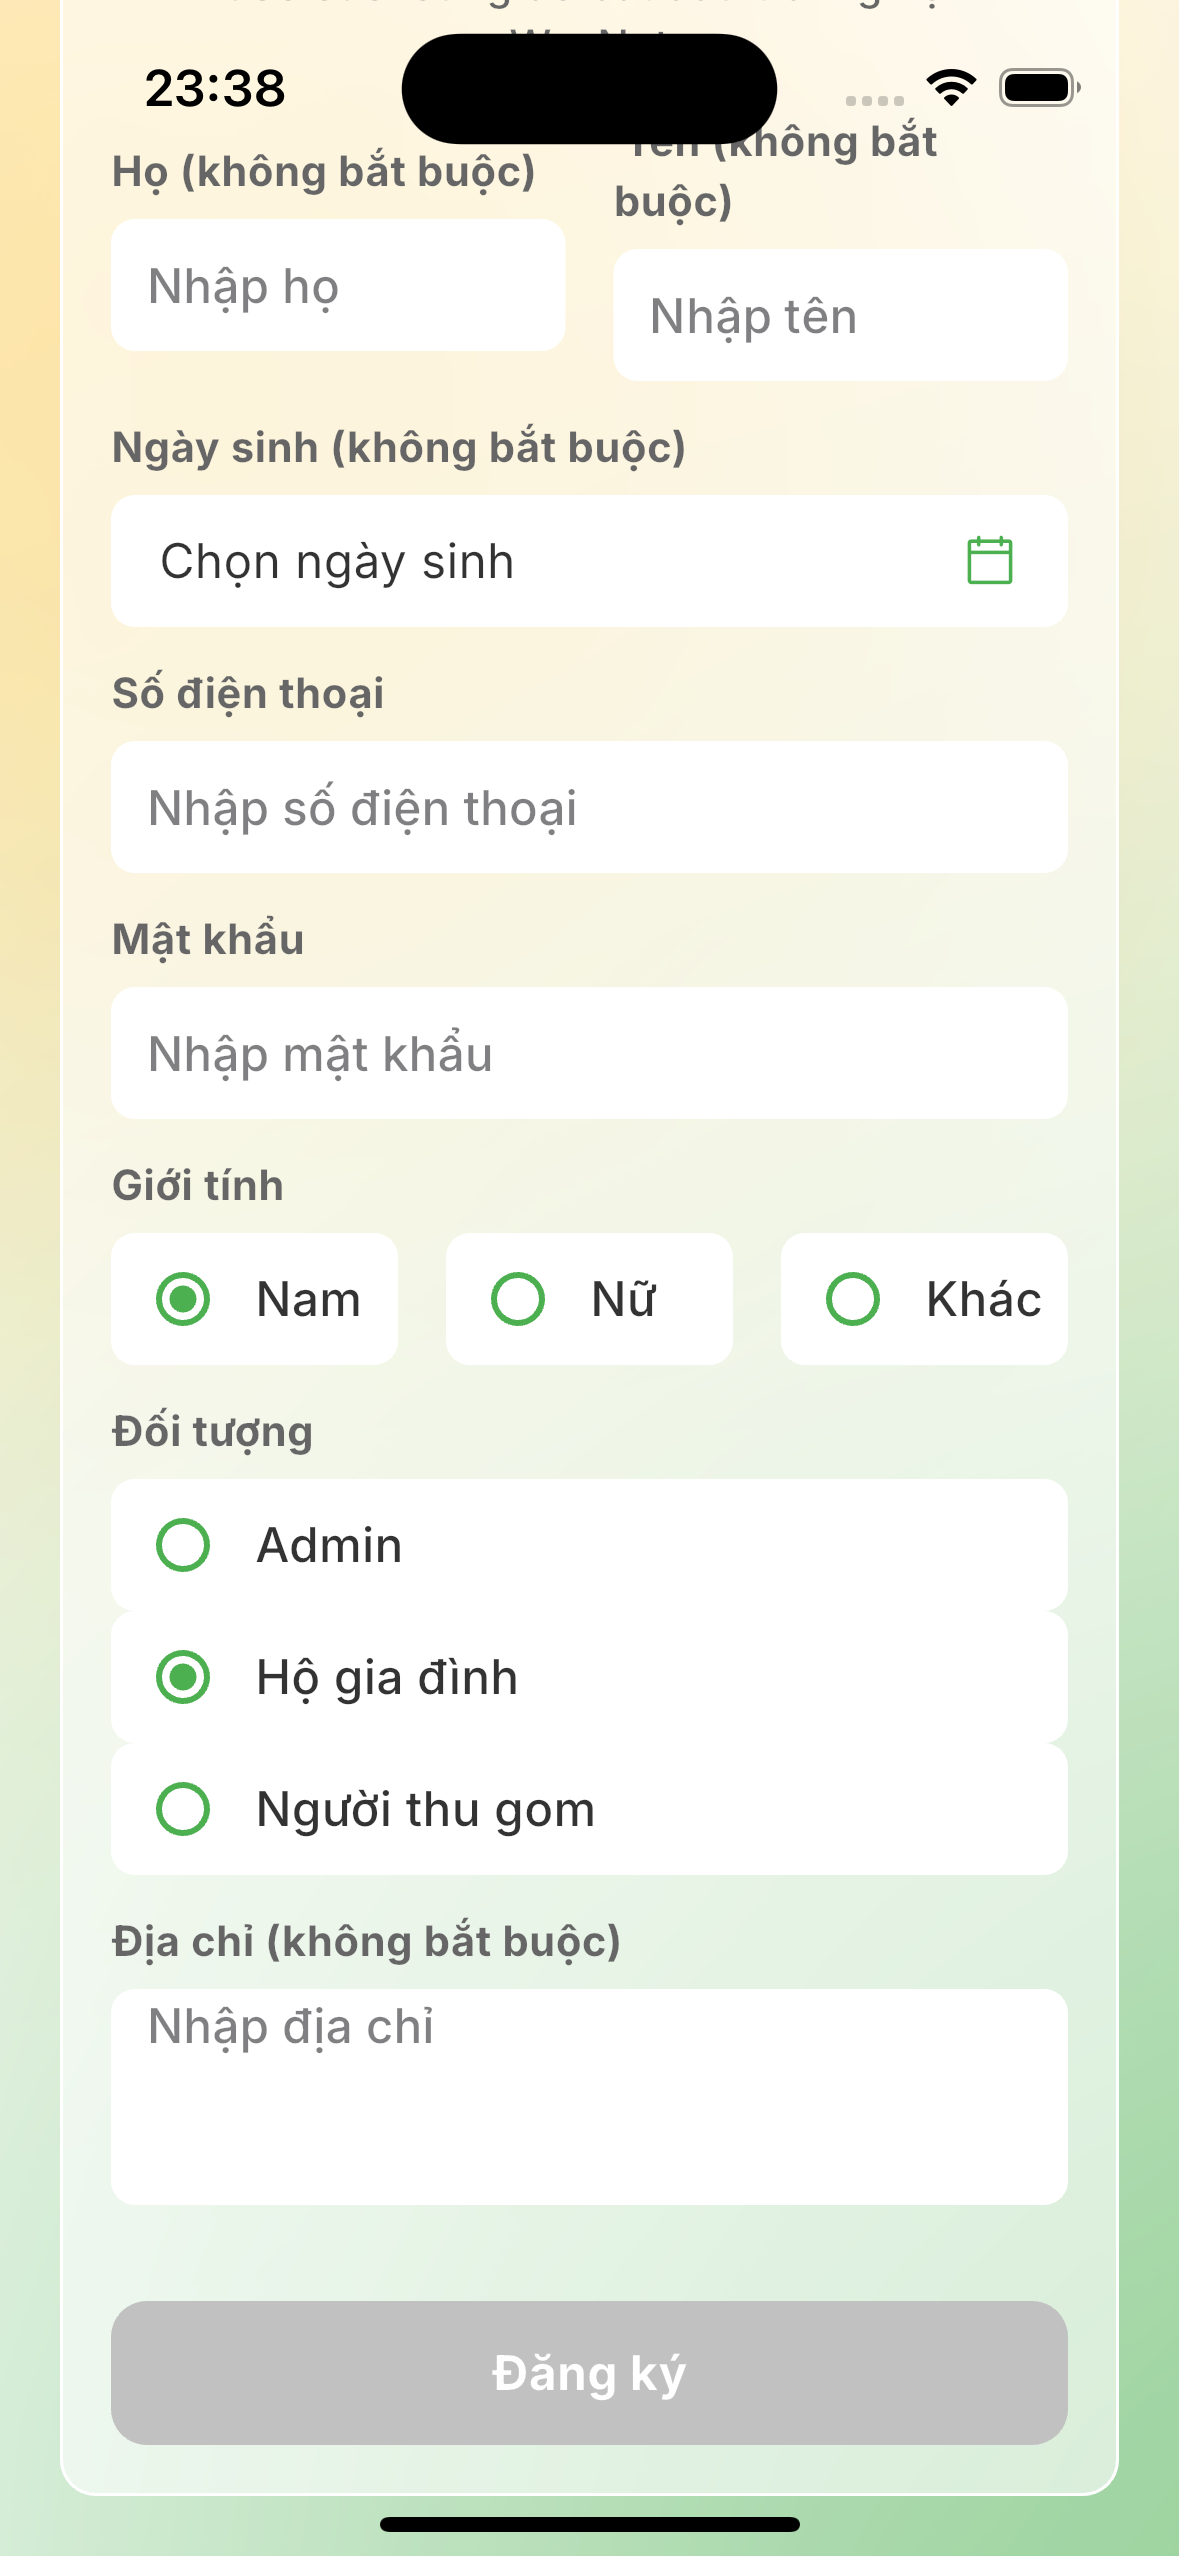 23:38
Họ (không bắt buộc)
Tên (không bắt
buộc)
Nhập họ
Nhập tên
Ngày sinh (không bắt buộc)
Chọn ngày sinh
Số điện thoại
Nhập số điện thoại
Mật khẩu
Nhập mật khẩu
Giới tính
Nam
Nữ
Khác
Đối tượng
Admin
Hộ gia đình
Người thu gom
Địa chỉ (không bắt buộc)
Nhập địa chỉ
Đăng ký